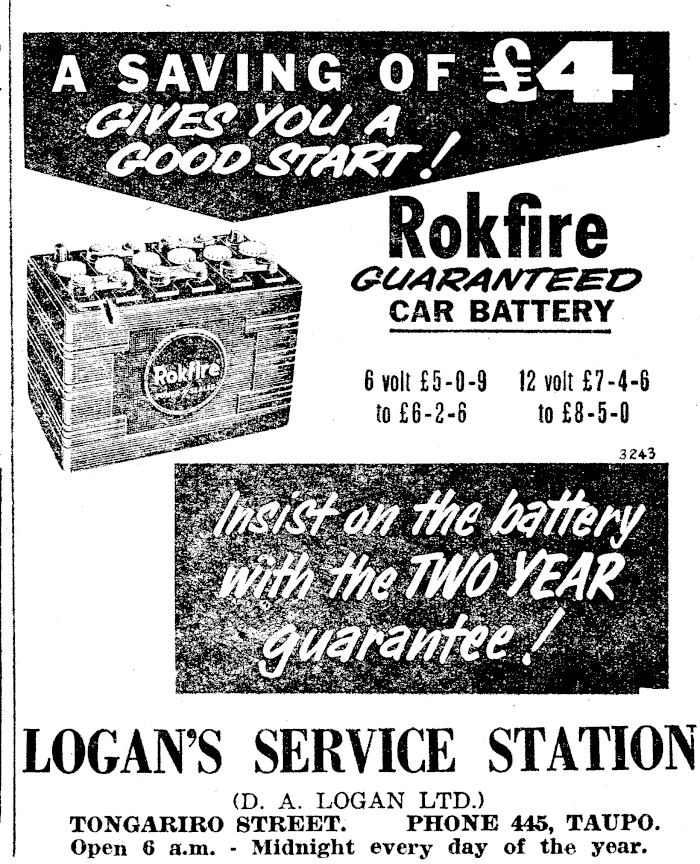 A SAVING OF £4
GIVES YOU A
GOOD START!
Rokfire
GUARANTEED
CAR BATTERY
Rokfire
6 volt £5-0-9 12 volt £7-4-6
to £6-2-6 to £8-5-0
3243
Insist on the battery
with the TWO YEAR
guarantee!
LOGAN'S SERVICE STATION
(D. A. LOGAN LTD.)
TONGARIRO STREET. PHONE 445, TAUPO.
Open 6 a.m. - Midnight every day of the year.